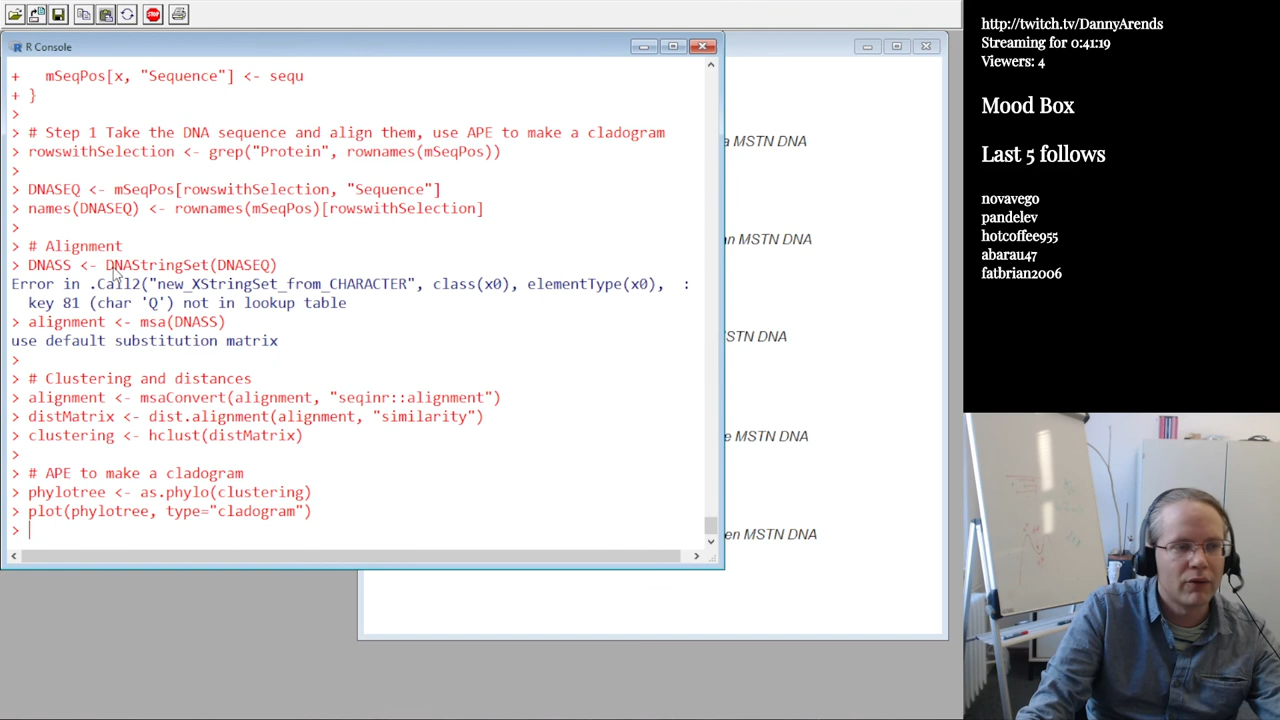 R Console
+   mSeqPos[x, "Sequence"] <- sequ
+ }
>
> # Step 1 Take the DNA sequence and align them, use APE to make a cladogram
> rowswithSelection <- grep("Protein", rownames(mSeqPos))
>
> DNASEQ <- mSeqPos[rowswithSelection, "Sequence"]
> names(DNASEQ) <- rownames(mSeqPos)[rowswithSelection]
>
> # Alignment
> DNASS <- DNAStringSet(DNASEQ)
Error in .Call2("new_XStringSet_from_CHARACTER", class(x0), elementType(x0),  :
  key 81 (char 'Q') not in lookup table
> alignment <- msa(DNASS)
use default substitution matrix
>
> # Clustering and distances
> alignment <- msaConvert(alignment, "seqinr::alignment")
> distMatrix <- dist.alignment(alignment, "similarity")
> clustering <- hclust(distMatrix)
>
> # APE to make a cladogram
> phylotree <- as.phylo(clustering)
> plot(phylotree, type="cladogram")
>
STOP
MSTN DNA
MSTN DNA
MSTN DNA
MSTN DNA
MSTN DNA
http://twitch.tv/DannyArends
Streaming for 0:41:19
Viewers: 4
Mood Box
Last 5 follows
novavego
pandelev
hotcoffee955
abarau47
fatbrian2006